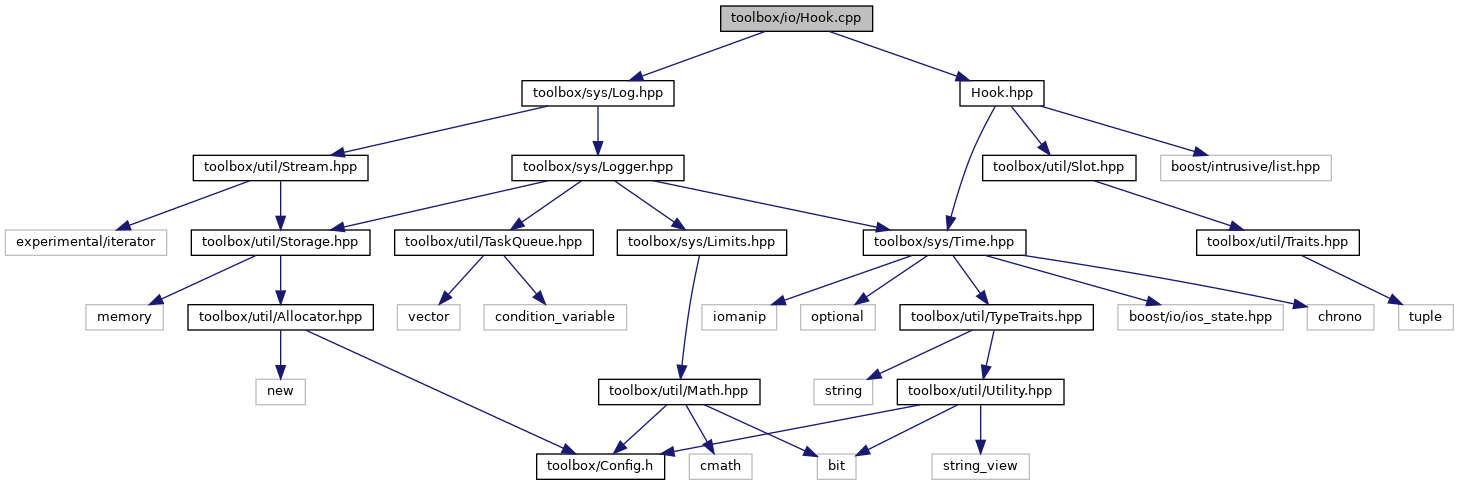 toolbox/io/Hook.cpp
toolbox/sys/Log.hpp
Hook.hpp
toolbox/util/Stream.hpp
toolbox/sys/Logger.hpp
toolbox/util/Slot.hpp
boost/intrusive/list.hpp
experimental/iterator
toolbox/util/Storage.hpp
toolbox/util/TaskQueue.hpp
toolbox/sys/Limits.hpp
toolbox/sys/Time.hpp
toolbox/util/Traits.hpp
memory
toolbox/util/Allocator.hpp
vector
condition_variable
iomanip
optional
toolbox/util/TypeTraits.hpp
boost/io/ios_state.hpp
chrono
tuple
new
toolbox/util/Math.hpp
string
toolbox/util/Utility.hpp
toolbox/Config.h
cmath
bit
string_view